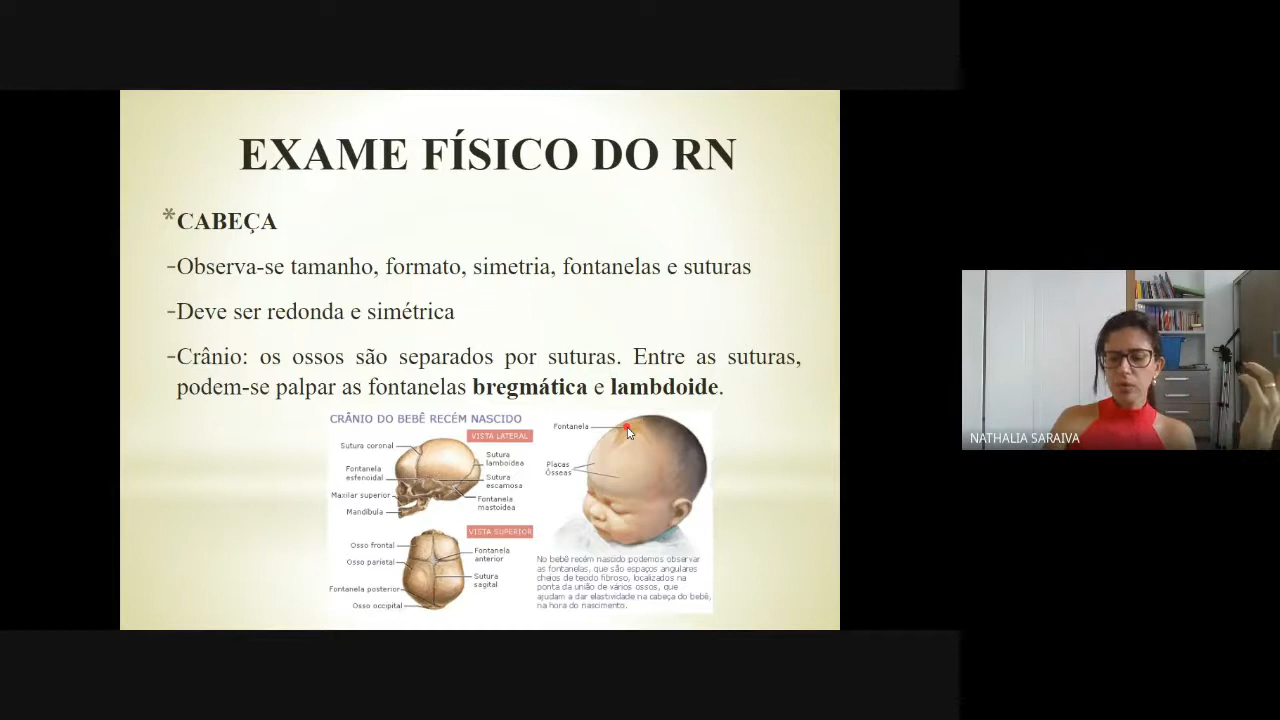 EXAME FÍSICO DO RN
*CABEÇA
-Observa-se tamanho, formato, simetria, fontanelas e suturas
-Deve ser redonda e simétrica
-Crânio: os ossos são separados por suturas. Entre as suturas,
podem-se palpar as fontanelas bregmática e lambdoide.
CRÂNIO DO BEBÊ RECÉM NASCIDO
VISTA LATERAL
Sutura coronal
Fontanela
esfenoidal
Maxilar superior
Mandíbula
Sutura
lamboidea
Sutura
escamosa
Fontanela
mastoidea
VISTA SUPERIOR
Osso frontal
Osso parietal
Fontanela posterior
Osso occipital
Fontanela
anterior
Sutura
sagital
Fontanela
Placas
Ósseas
No bebê recém nascido podemos observar
as fontanelas, que são espaços angulares
cheios de tecido fibroso, localizados na
ponta da união de vários ossos, que
ajudam a dar elastividade na cabeça do bebê,
na hora do nascimento.
NATHALIA SARAIVA